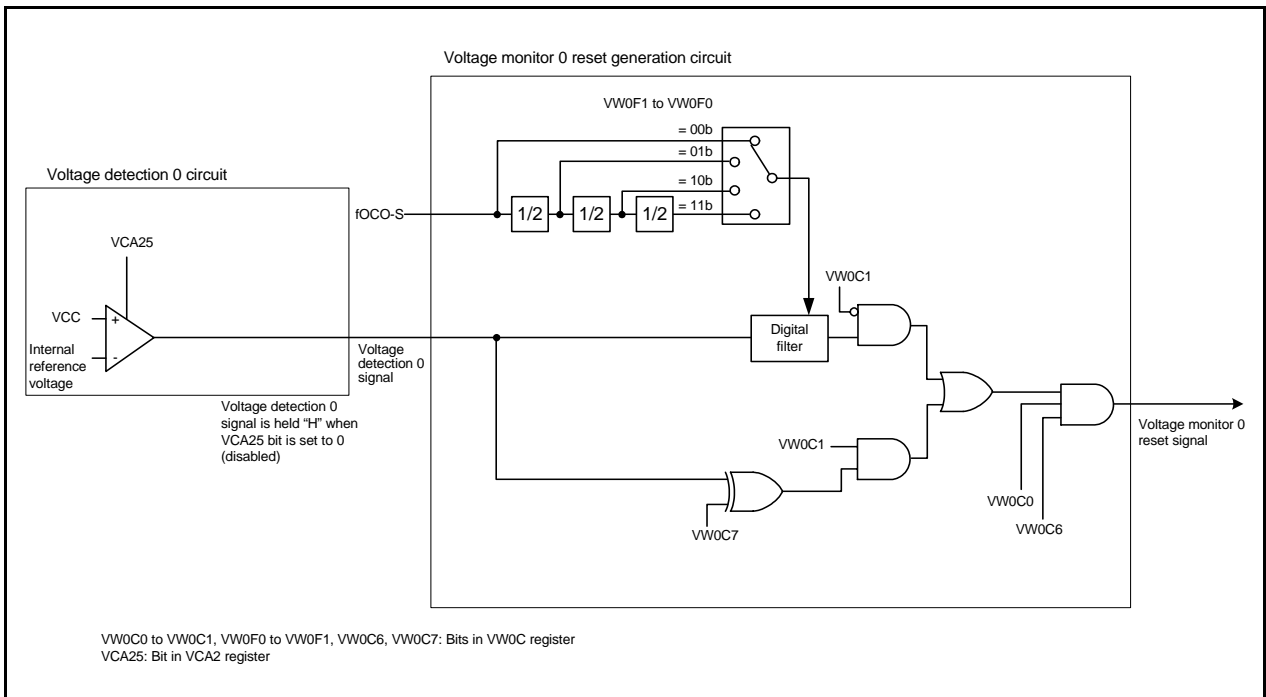 Voltage monitor 0 reset generation circuit
VW0F1 to VW0F0
= 00b
= 01b
= 10b
= 11b
Voltage detection 0 circuit
fOCO-S
1/2
1/2
1/2
VCA25
VCC
+
-
Internal
reference
voltage
Voltage
detection 0
signal
Voltage detection 0
signal is held “H” when
VCA25 bit is set to 0
(disabled)
Digital
filter
VW0C1
VW0C1
VW0C7
VW0C0
VW0C6
Voltage monitor 0
reset signal
VW0C0 to VW0C1, VW0F0 to VW0F1, VW0C6, VW0C7: Bits in VW0C register
VCA25: Bit in VCA2 register